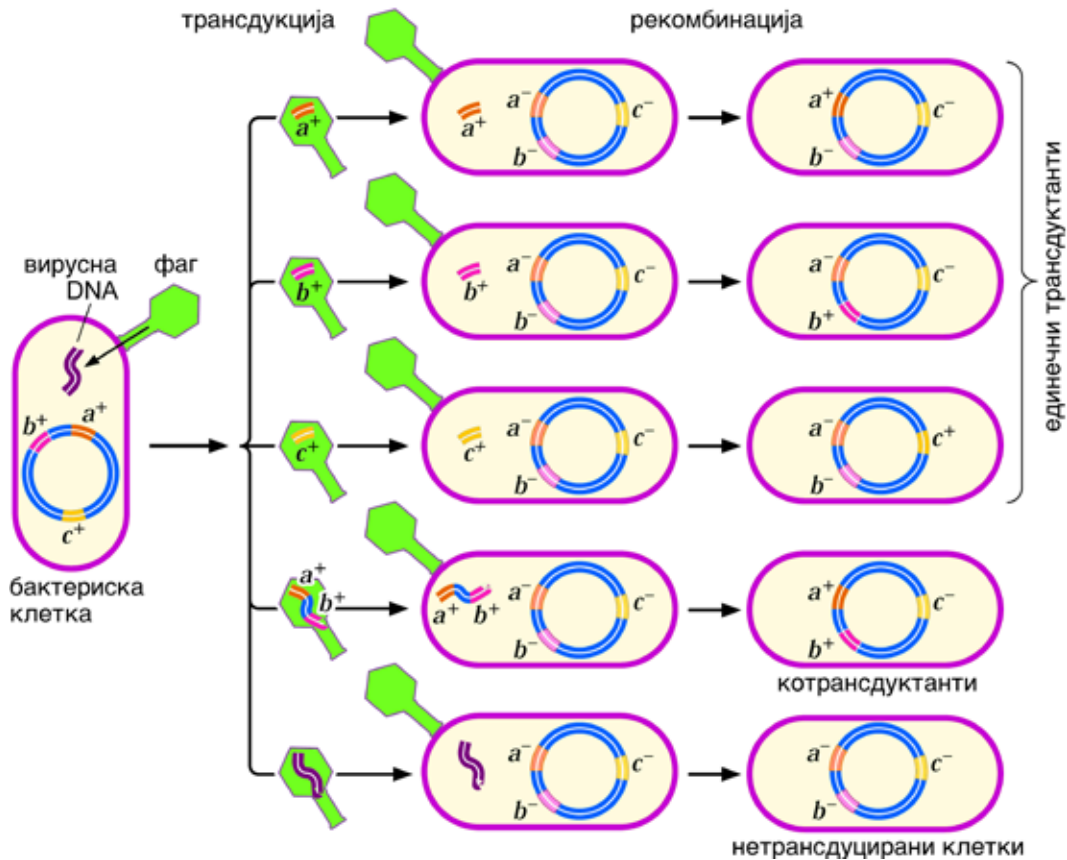 трансдукција
рекомбинација
a⁺
a⁺
a⁻
b⁻
c⁻
a⁺
b⁻
c⁻
b⁺
b⁺
a⁻
b⁻
c⁻
a⁻
b⁺
c⁻
единечни трансдуктанти
вирусна
DNA
фаг
b⁺
a⁺
c⁺
бактериска
клетка
c⁺
c⁺
a⁻
b⁻
c⁻
a⁻
b⁻
c⁺
a⁺
b⁺
a⁺
b⁺
a⁻
b⁻
c⁻
a⁺
b⁺
c⁻
котрансдуктанти
a⁻
b⁻
c⁻
a⁻
b⁻
c⁻
нетрансдуцирани клетки